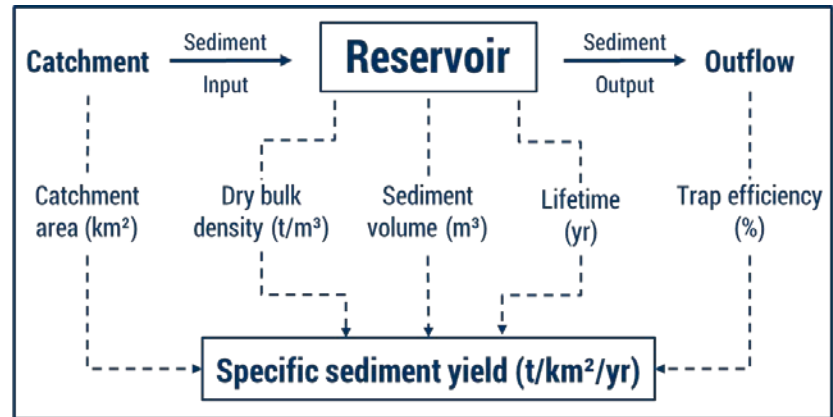 Catchment
Sediment
Input
Reservoir
Sediment
Output
Outflow
Catchment
area (km²)
Dry bulk
density (t/m³)
Sediment
volume (m³)
Lifetime
(yr)
Trap efficiency
(%)
Specific sediment yield (t/km²/yr)